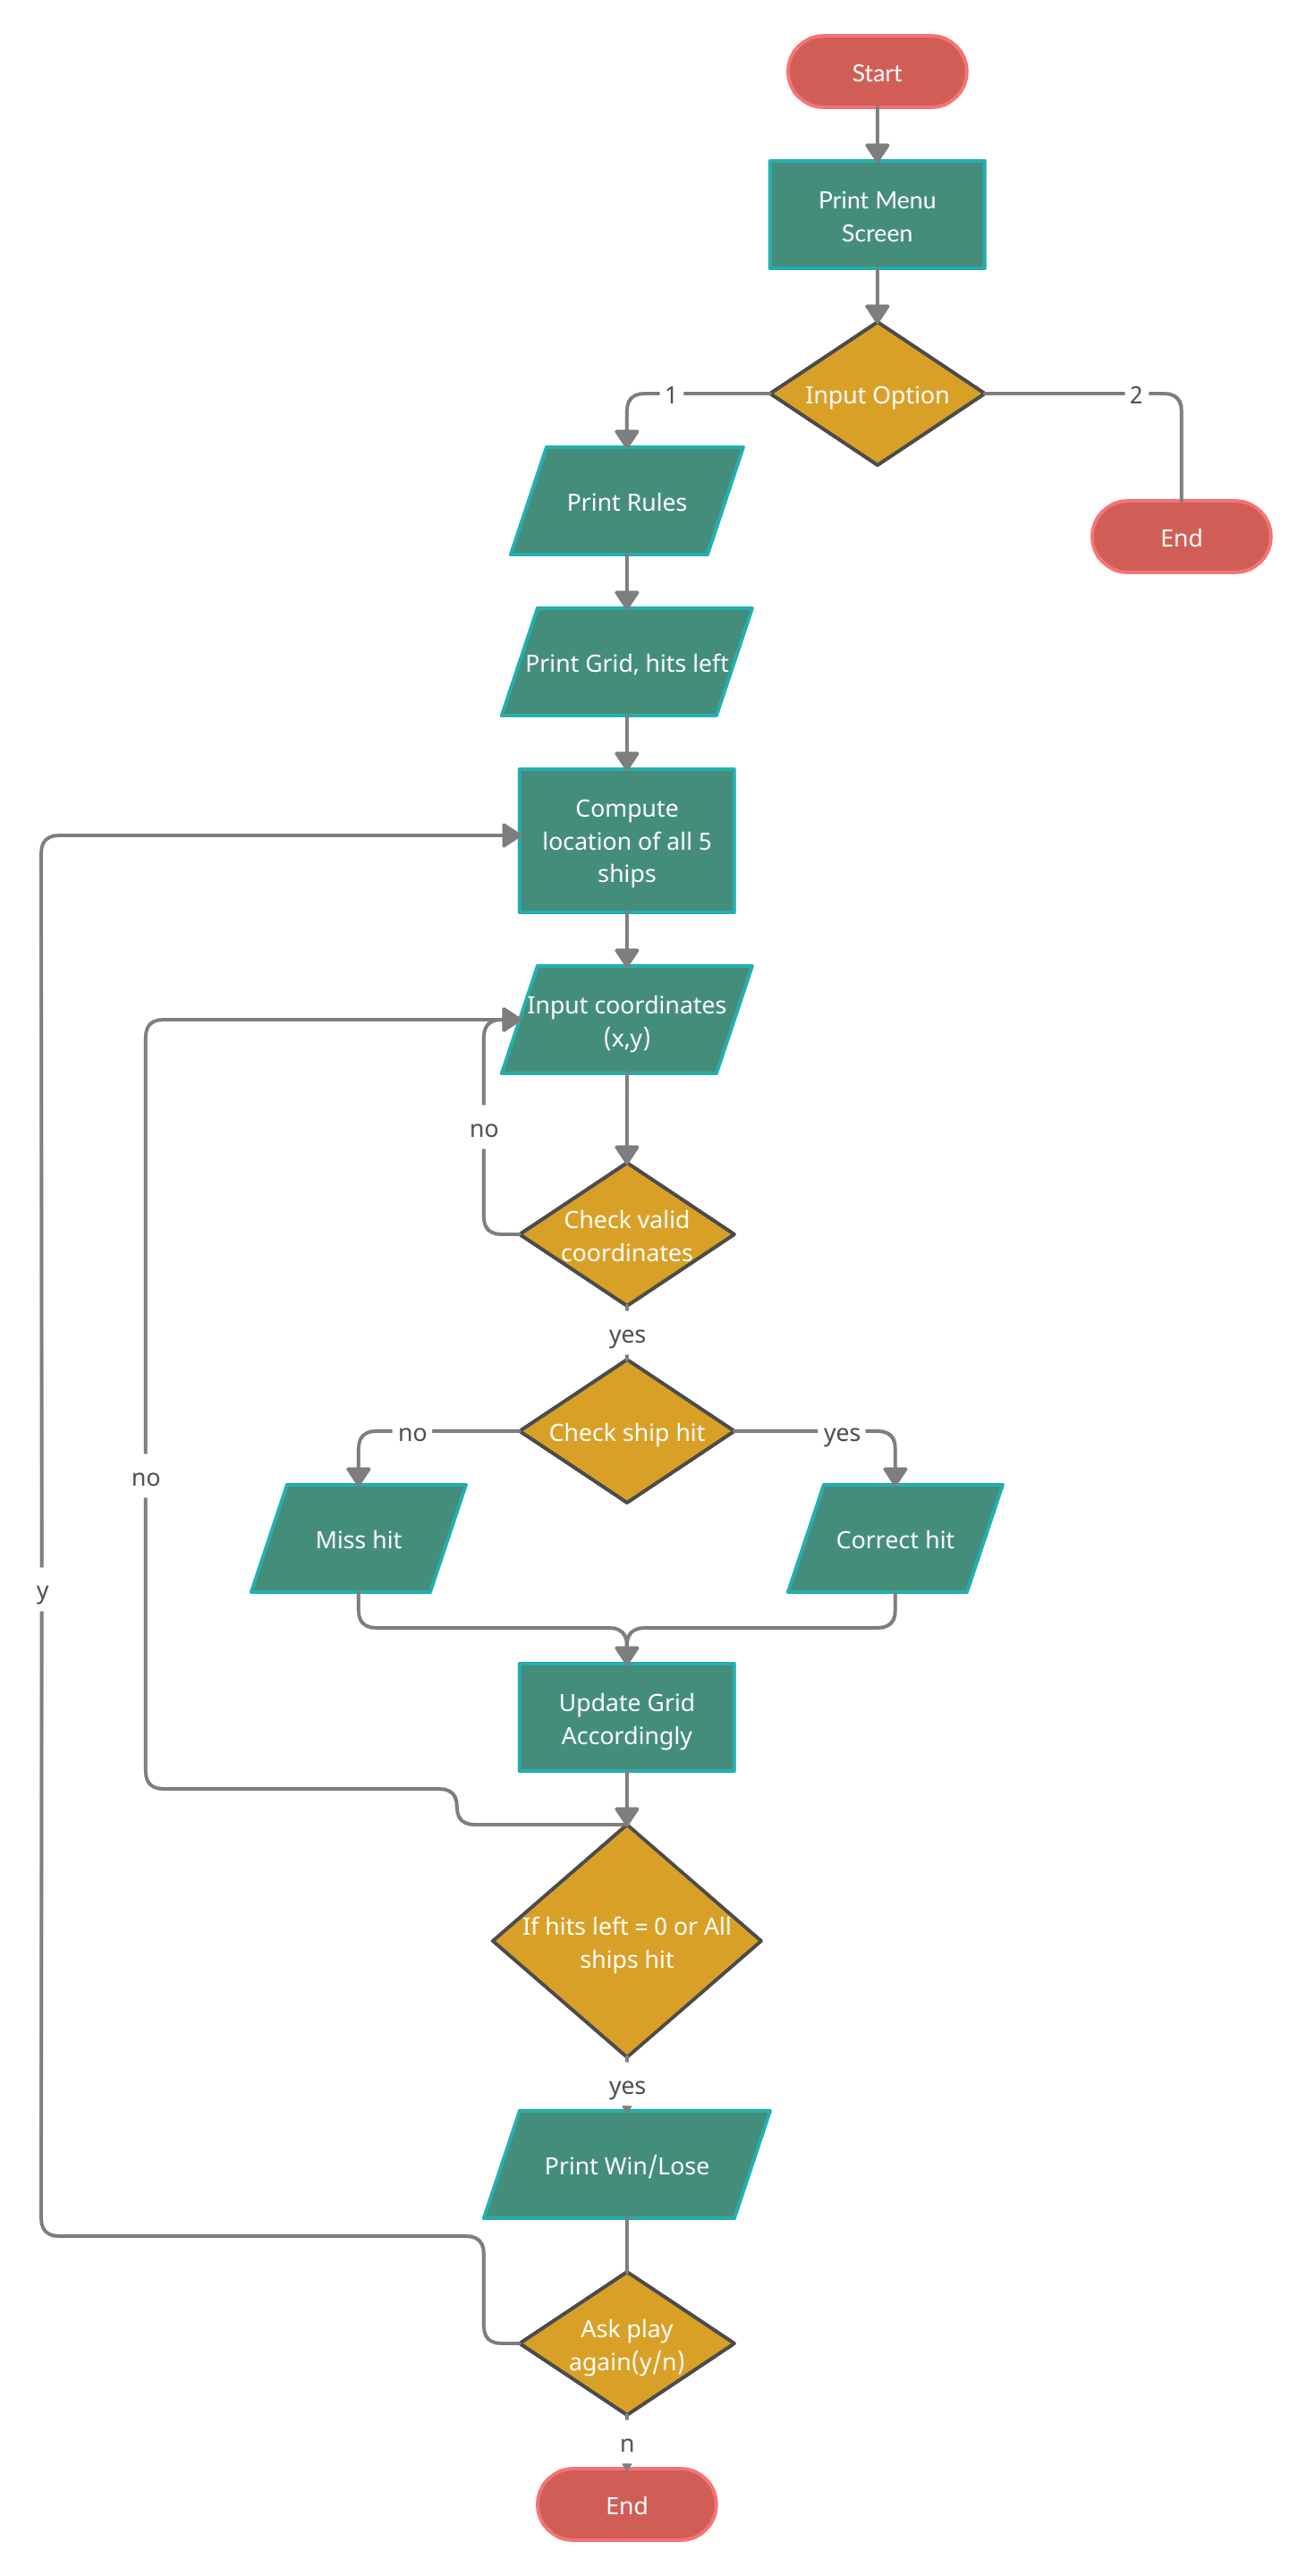 Start
Print Menu
Screen
Input Option
1
2
Print Rules
End
Print Grid, hits left
Compute
location of all 5
ships
Input coordinates
(x,y)
no
Check valid
coordinates
yes
Check ship hit
no
yes
no
Miss hit
Correct hit
y
Update Grid
Accordingly
If hits left = 0 or All
ships hit
yes
Print Win/Lose
Ask play
again(y/n)
n
End